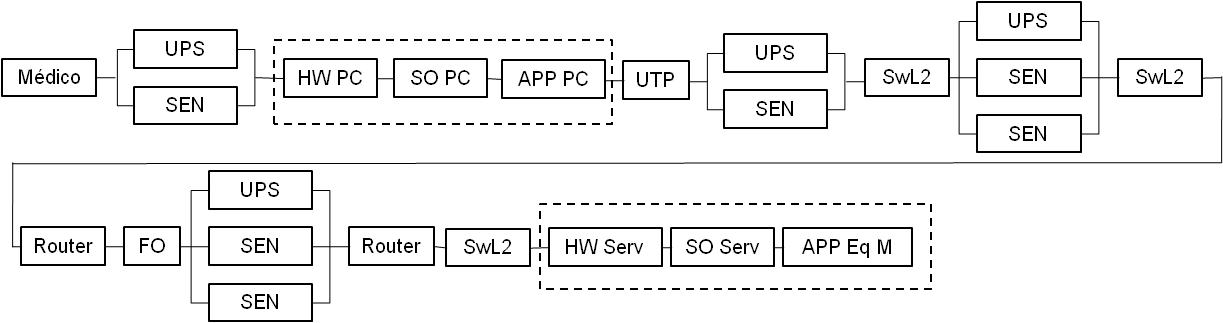 UPS
UPS
UPS
Médico
HW PC
SO PC
APP PC
UTP
SwL2
SEN
SwL2
SEN
SEN
SEN
UPS
Router
FO
SEN
Router
SwL2
HW Serv
SO Serv
APP Eq M
SEN